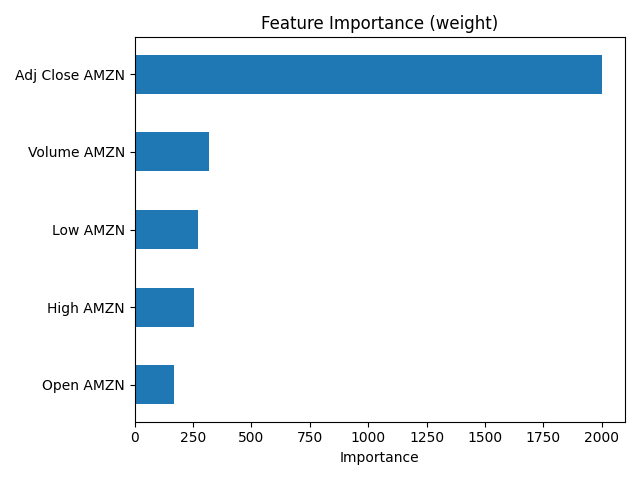 Feature Importance (weight)
Adj Close AMZN
Volume AMZN
Low AMZN
High AMZN
Open AMZN
0 250 500 750 1000 1250 1500 1750 2000
Importance